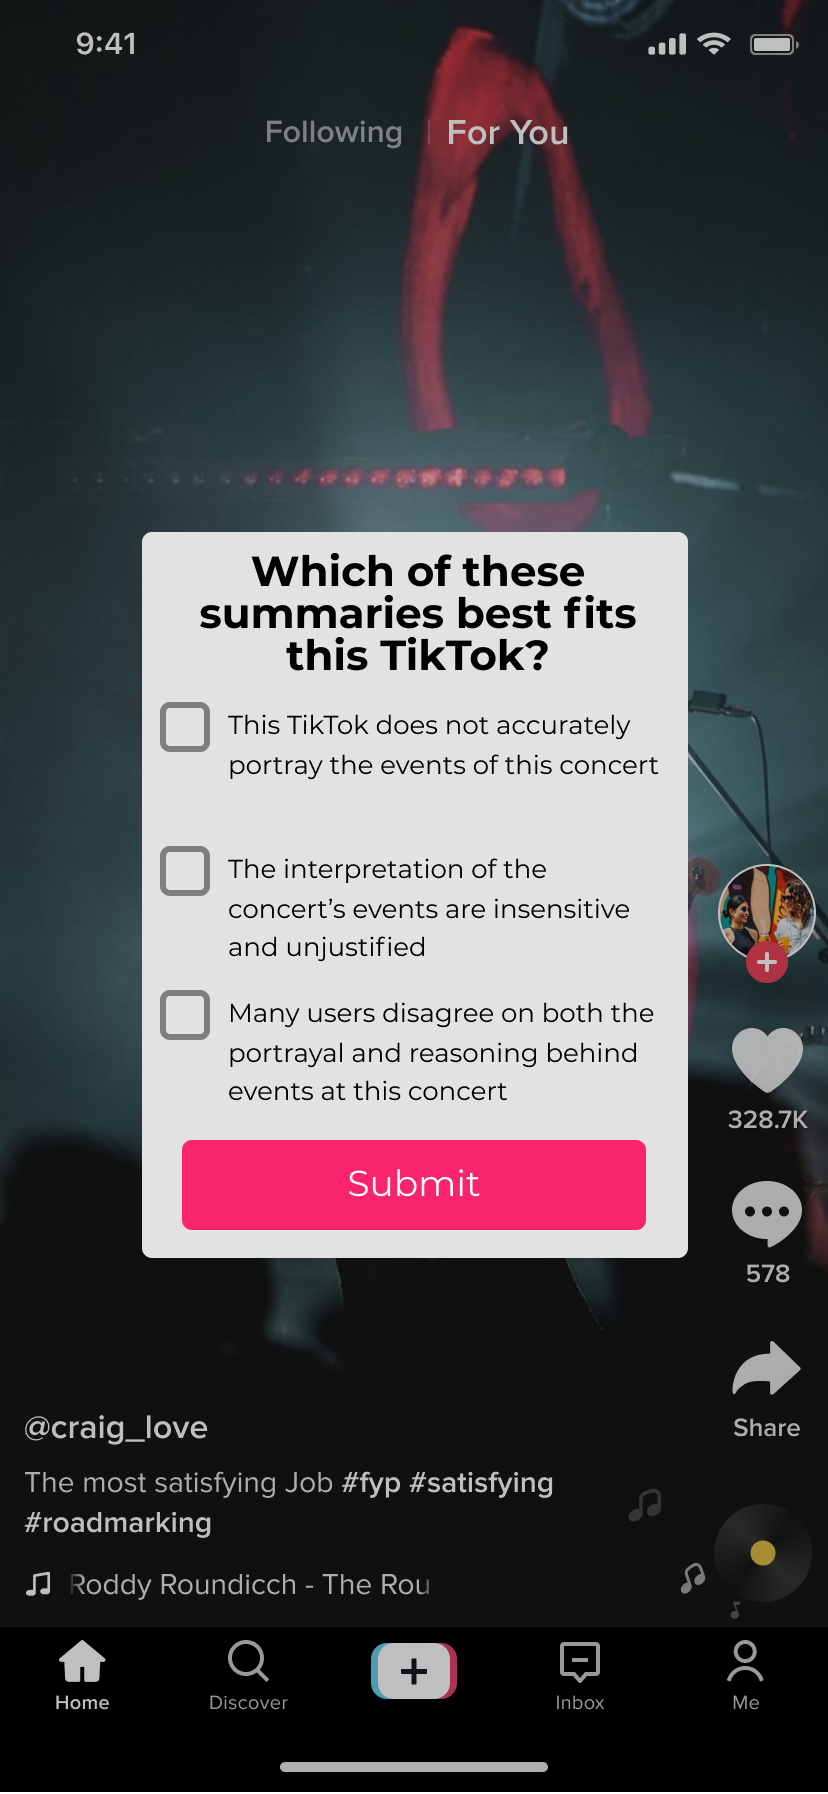 9:41
Following | For You
Which of these
summaries best fits
this TikTok?
This TikTok does not accurately
portray the events of this concert
The interpretation of the
concert’s events are insensitive
and unjustified
Many users disagree on both the
portrayal and reasoning behind
events at this concert
Submit
328.7K
578
Share
@craig_love
The most satisfying Job #fyp #satisfying
#roadmarking
Roddy Roundicch - The Rou
Home
Discover
Inbox
Me